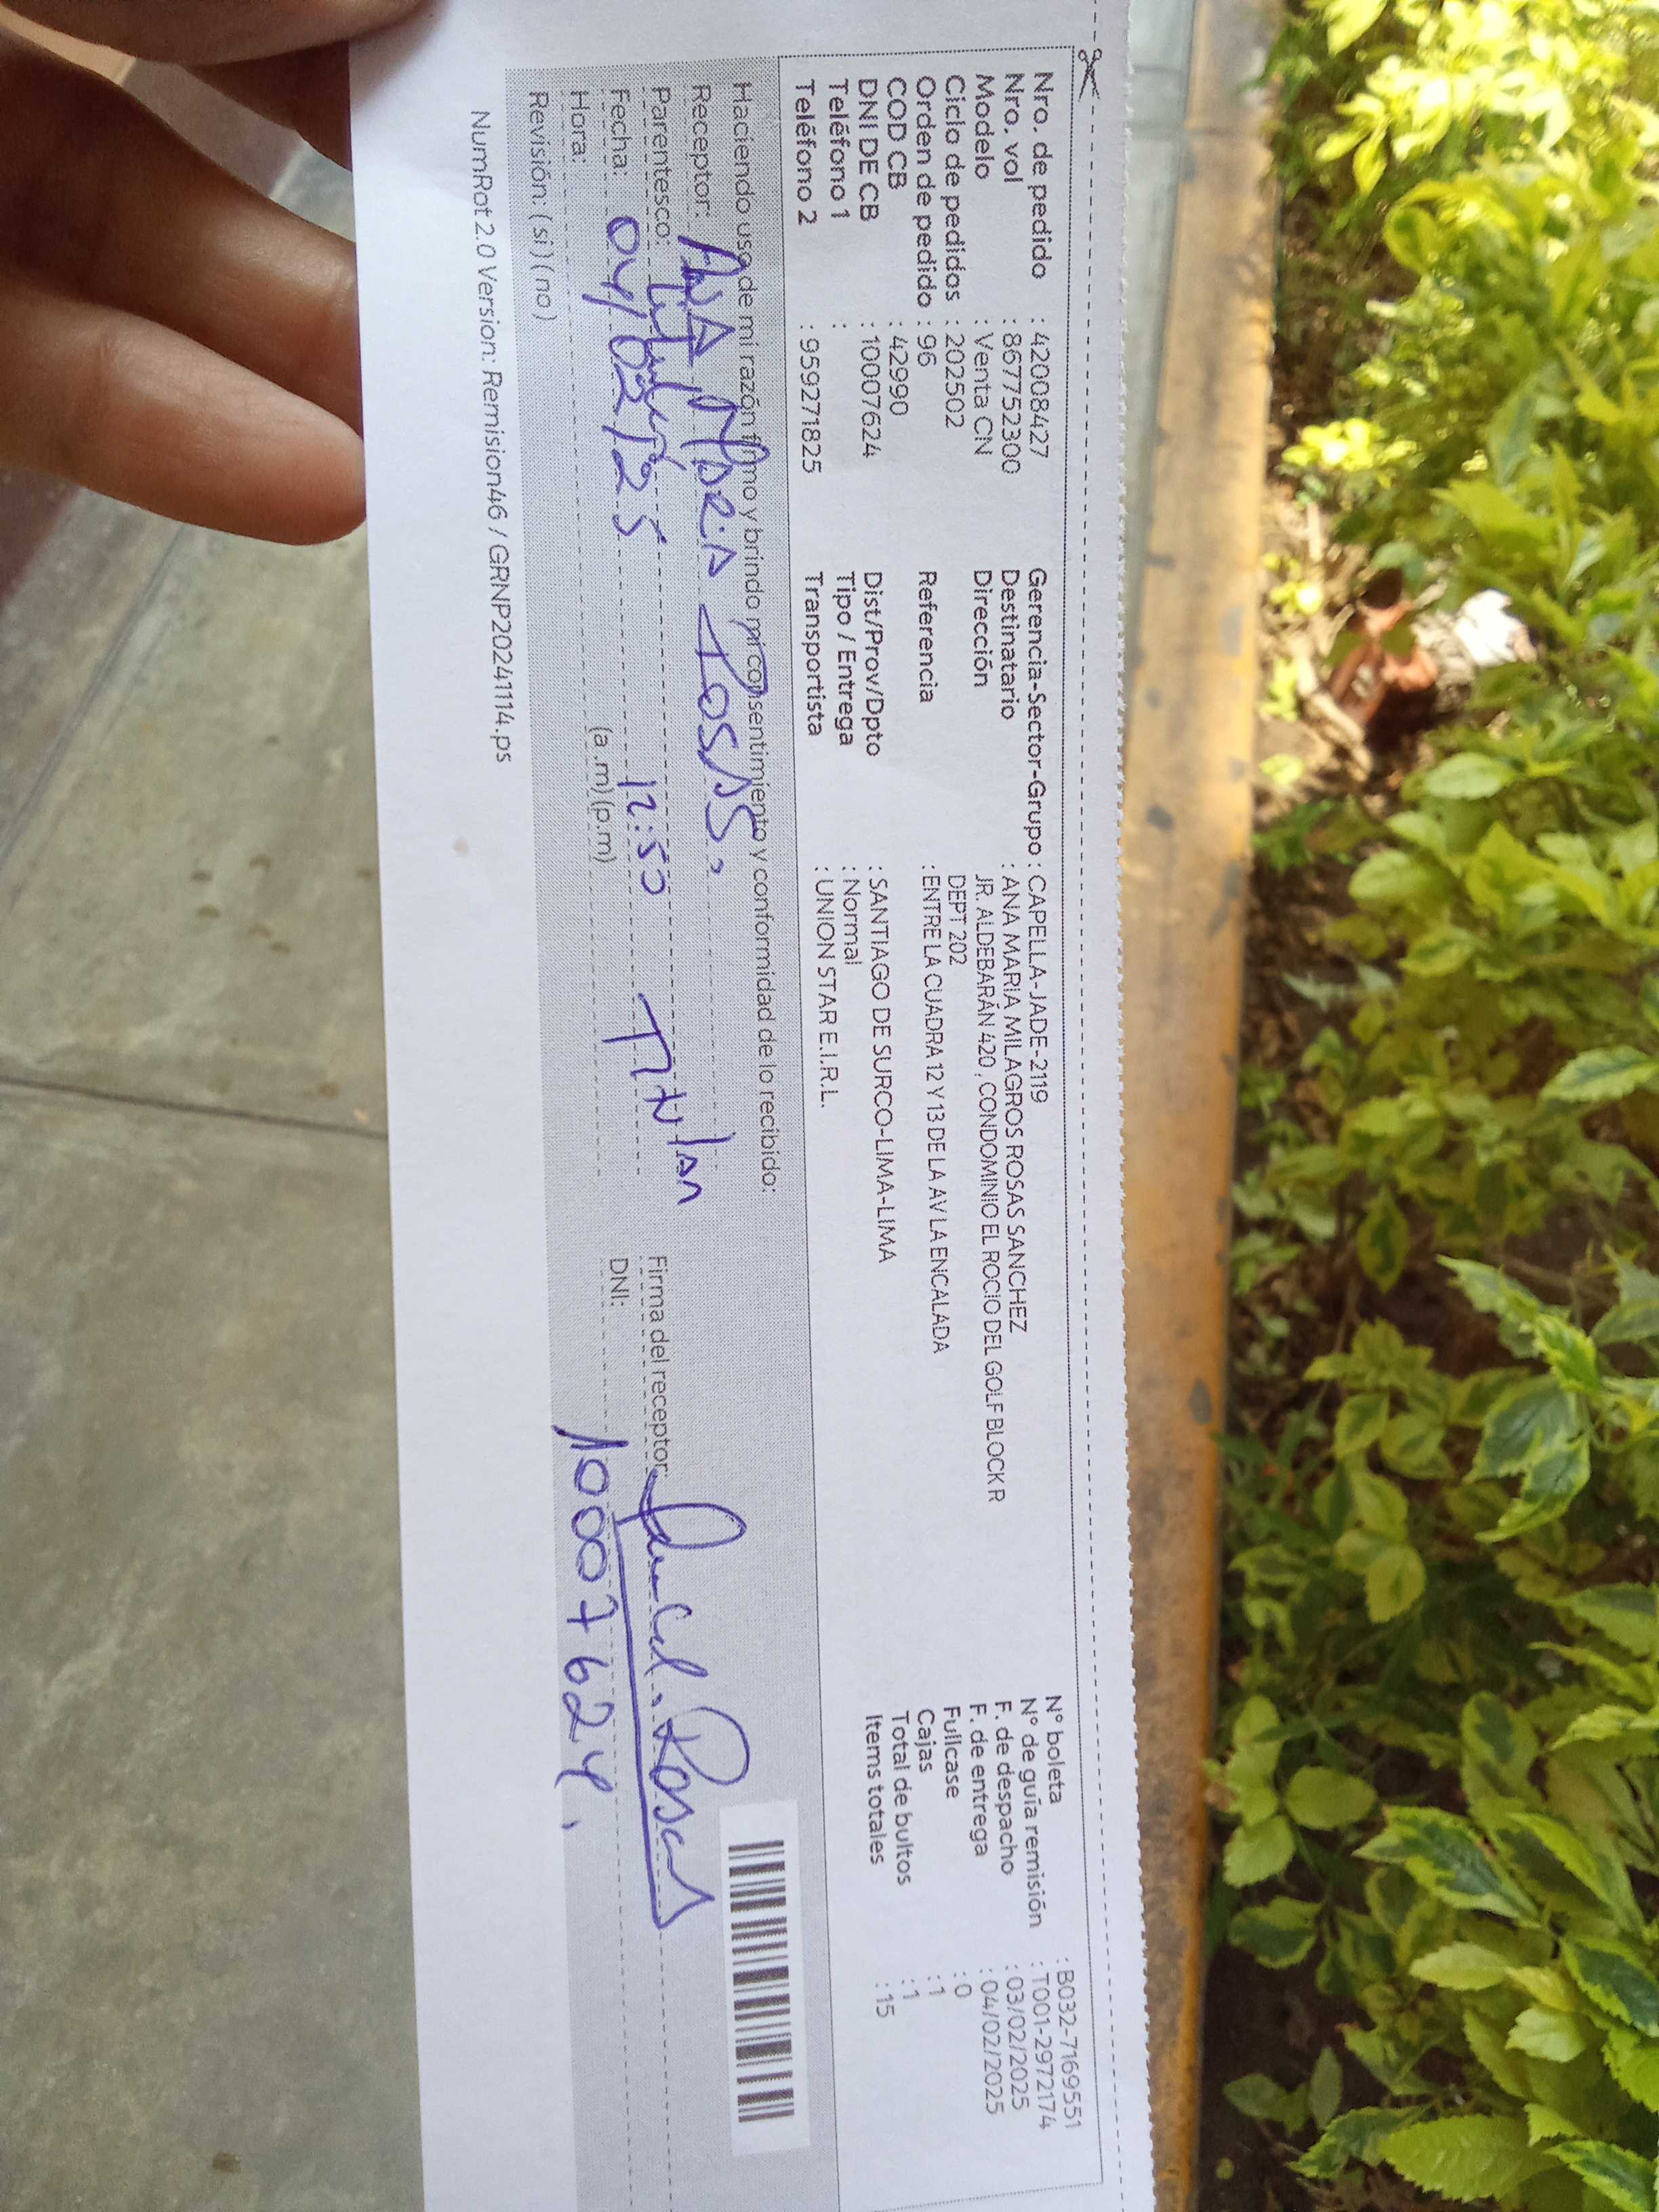 Nro. de pedido : 42008427
Nro. vol : 867752300
Modelo : Venta CN
Ciclo de pedidos : 202502
Orden de pedido : 96
COD CB : 42990
DNI DE CB : 10007624
Teléfono 1 :
Teléfono 2 : 959271825
Gerencia-Sector-Grupo : CAPELLA-JADE-2119
Destinatario : ANA MARIA MILAGROS ROSAS SANCHEZ
Dirección JR. ALDEBARÁN 420 , CONDOMINIO EL ROCIO DEL GOLF BLOCK R
DEPT 202
Referencia : ENTRE LA CUADRA 12 Y 13 DE LA AV LA ENCALADA
Dist/Prov/Dpto : SANTIAGO DE SURCO-LIMA-LIMA
Tipo / Entrega : Normal
Transportista : UNION STAR E.I.R.L.
N° boleta : B032-7169551
N° de guía remisión : T001-2972174
F. de despacho : 03/02/2025
F. de entrega : 04/02/2025
Fullcase : 0
Cajas : 1
Total de bultos : 1
Items totales : 15
Haciendo uso de mi razón firmo y brindo mi consentimiento y conformidad de lo recibido:
Receptor: ANA María Rosas.
Parentesco: Titular
Firma del receptor:
Fecha: 04/02/25 12:50
DNI: 10007624.
Hora: (a.m)(p.m)
Revisión: ( si ) ( no )
NumRot 2.0 Version: Remision46 / GRNP20241114.ps